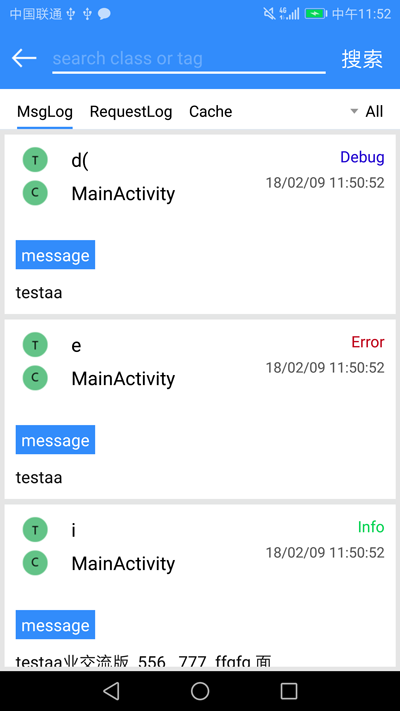 中国联通 中午11:52
search class or tag 搜索
MsgLog RequestLog Cache All
T d( Debug
18/02/09 11:50:52
C MainActivity
message
testaa
T e Error
18/02/09 11:50:52
C MainActivity
message
testaa
T i Info
18/02/09 11:50:52
C MainActivity
message
testaa业交流版 556 777 ffgfg 面